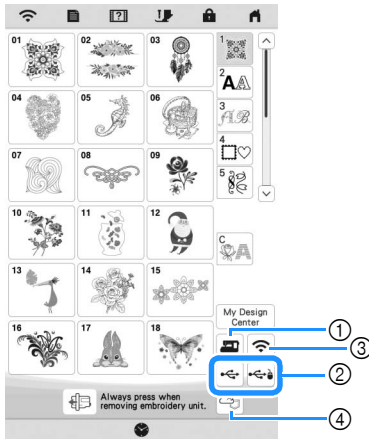 01 02 03 1
2 AA
04 05 06 3 AB
4
07 08 09 5
10 11 12
C A
13 14 15
My Design
Center
16 17 18 ①
③
②
Always press when
removing embroidery unit.
④